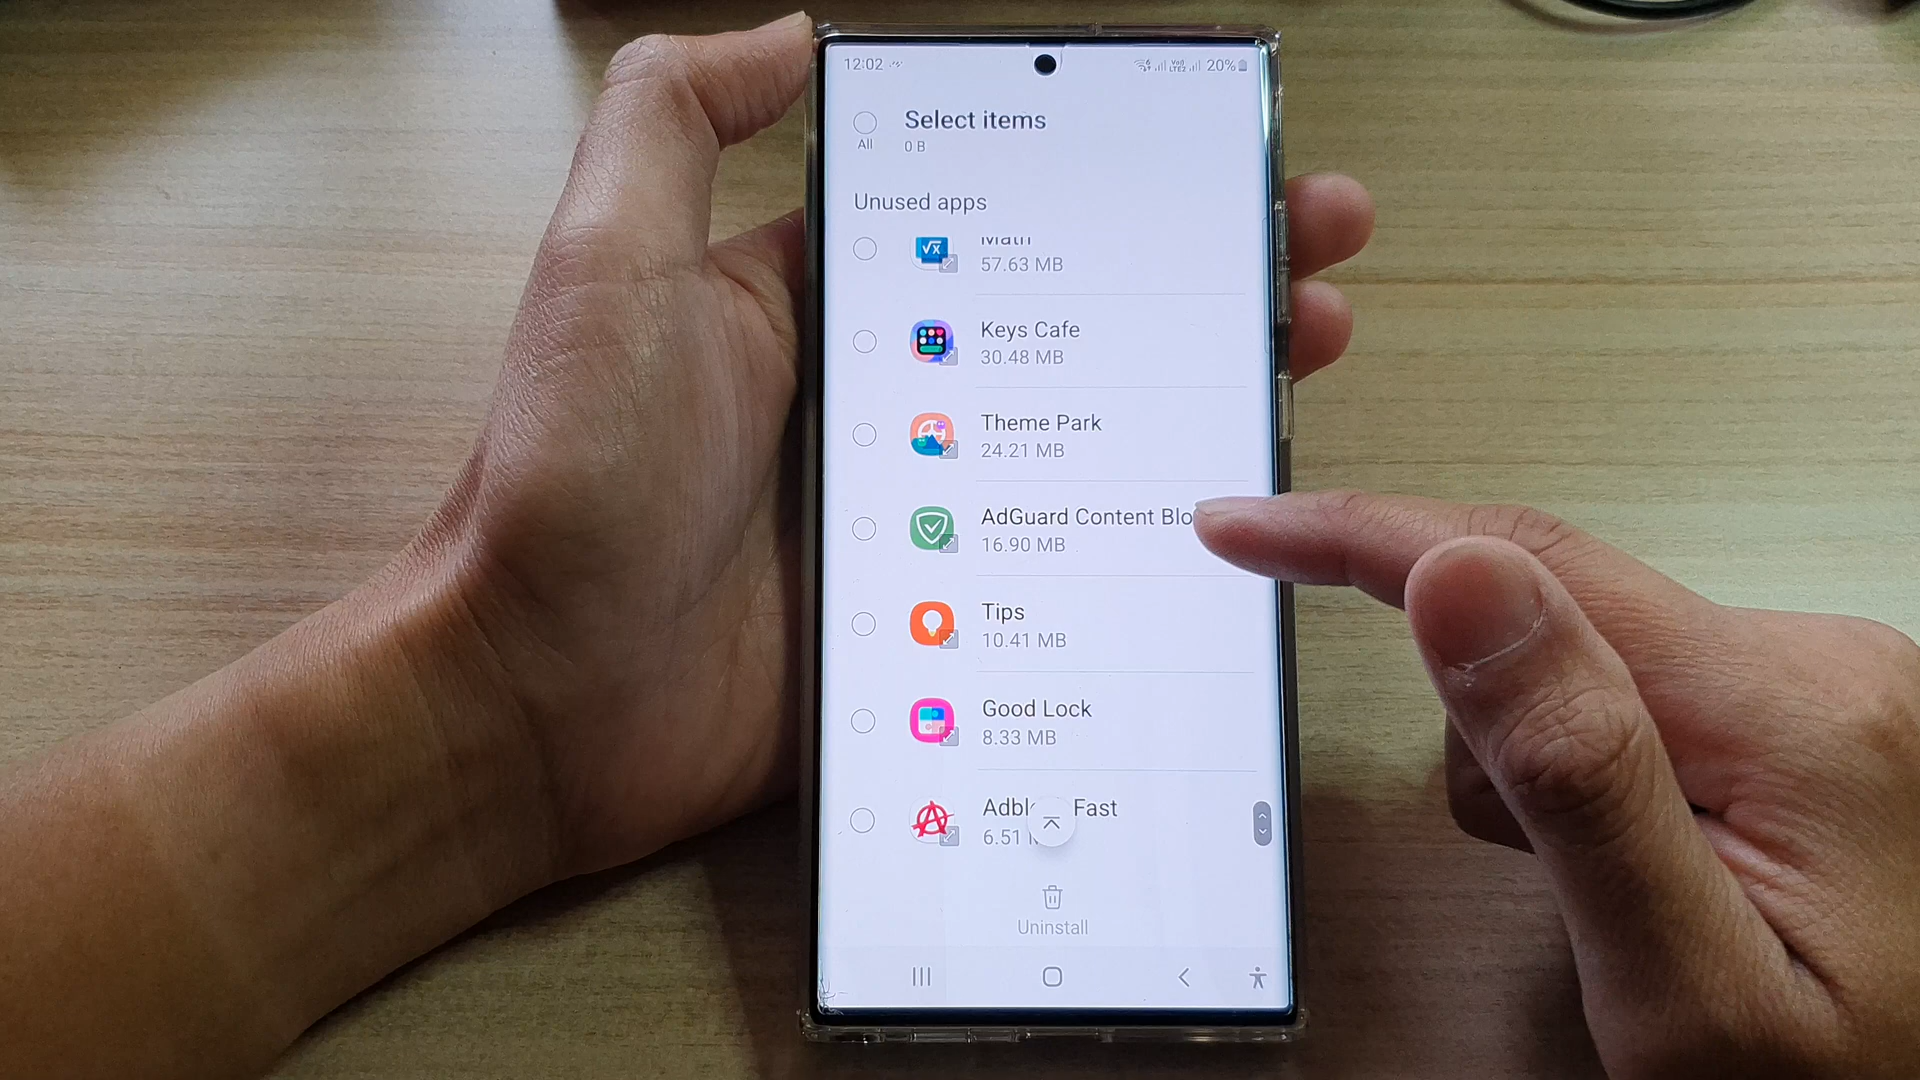 12:02
VoD LTE2 20%
Select items
All
0 B
Unused apps
Math
57.63 MB
Keys Cafe
30.48 MB
Theme Park
24.21 MB
AdGuard Content Blo
16.90 MB
Tips
10.41 MB
Good Lock
8.33 MB
Adbl Fast
6.51
Uninstall